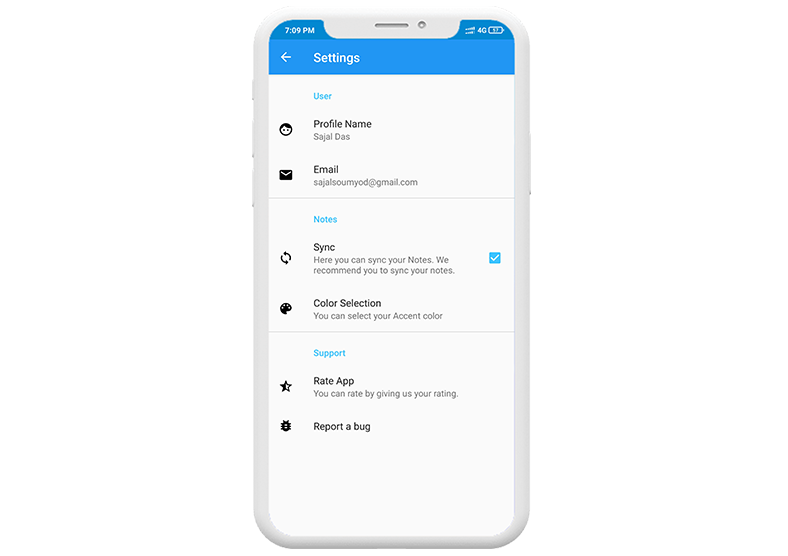 7:09 PM 4G 57
Settings
User
Profile Name
Sajal Das
Email
sajalsoumyod@gmail.com
Notes
Sync
Here you can sync your Notes. We
recommend you to sync your notes.
Color Selection
You can select your Accent color
Support
Rate App
You can rate by giving us your rating.
Report a bug